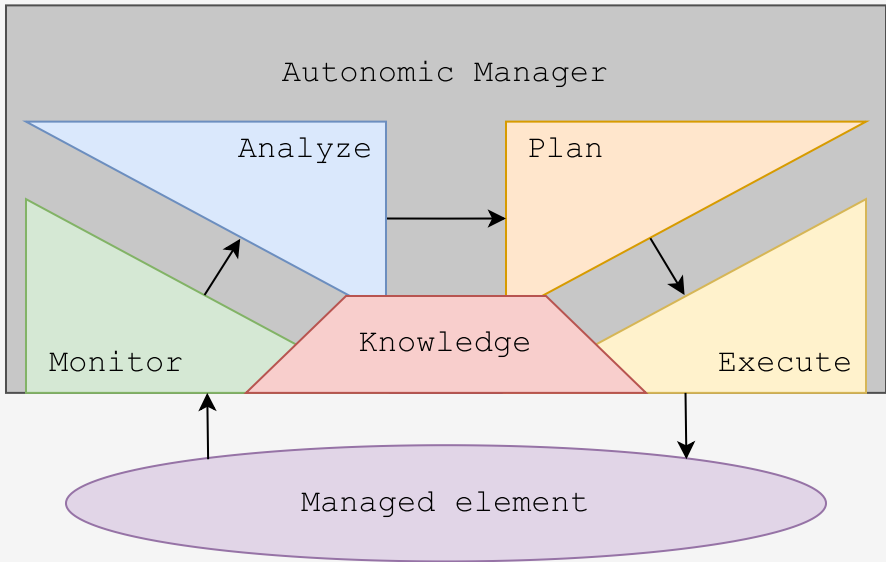 Autonomic Manager
Analyze
Plan
Monitor
Knowledge
Execute
Managed element